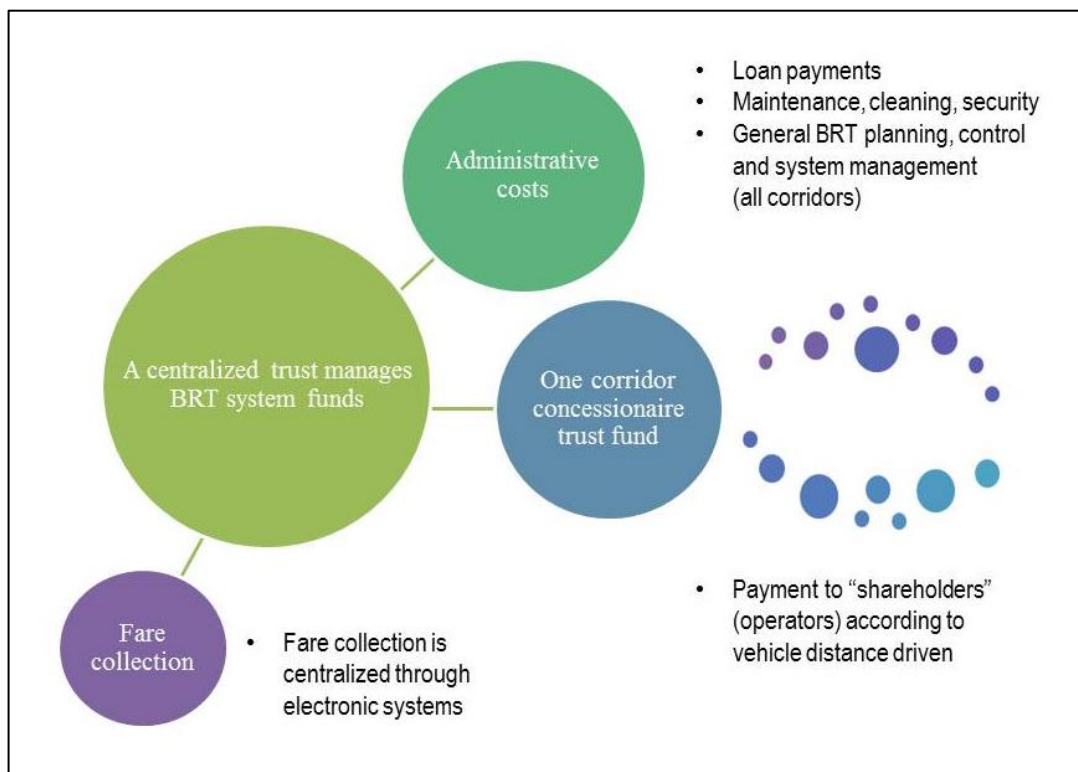 • Loan payments
• Maintenance, cleaning, security
• General BRT planning, control
and system management
(all corridors)
Administrative
costs
A centralized trust manages
BRT system funds
One corridor
concessionaire
trust fund
• Payment to “shareholders”
(operators) according to
vehicle distance driven
Fare
collection
• Fare collection is
centralized through
electronic systems